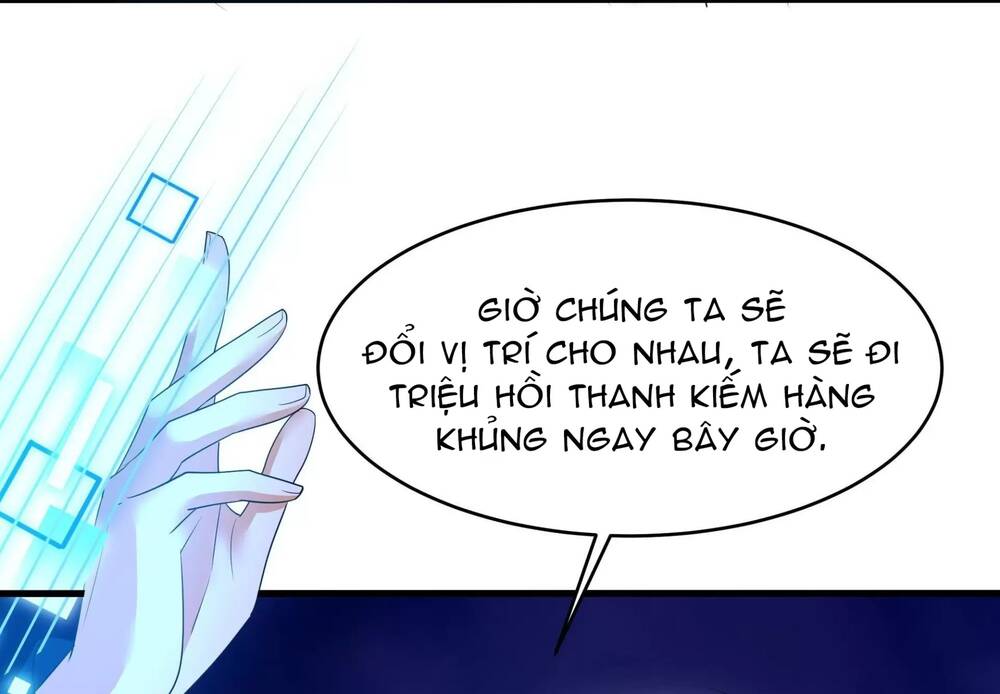 GIỜ CHÚNG TA SẼ
ĐỔI VỊ TRÍ CHO NHAU, TA SẼ ĐI
TRIỆU HỒI THANH KIẾM HÀNG
KHỦNG NGAY BÂY GIỜ.